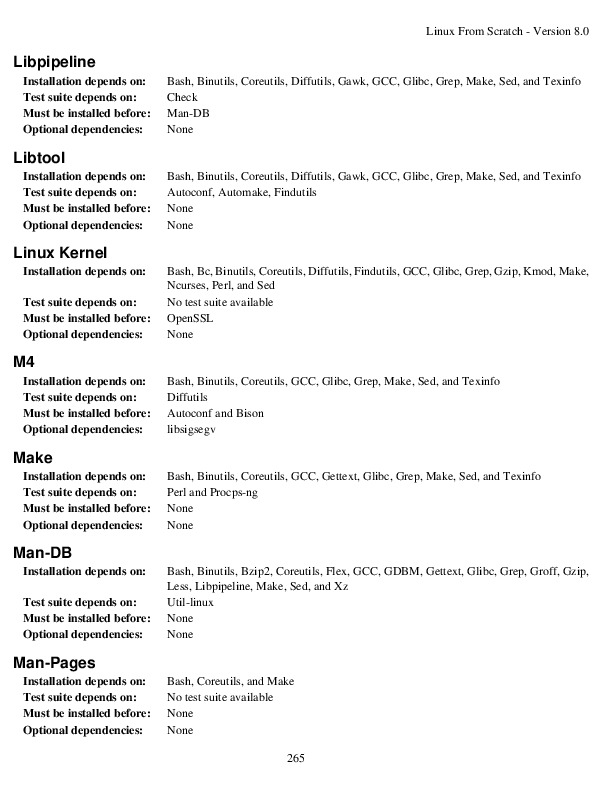 Linux From Scratch - Version 8.0
Libpipeline
Installation depends on: Bash, Binutils, Coreutils, Diffutils, Gawk, GCC, Glibc, Grep, Make, Sed, and Texinfo
Test suite depends on: Check
Must be installed before: Man-DB
Optional dependencies: None
Libtool
Installation depends on: Bash, Binutils, Coreutils, Diffutils, Gawk, GCC, Glibc, Grep, Make, Sed, and Texinfo
Test suite depends on: Autoconf, Automake, Findutils
Must be installed before: None
Optional dependencies: None
Linux Kernel
Installation depends on: Bash, Bc, Binutils, Coreutils, Diffutils, Findutils, GCC, Glibc, Grep, Gzip, Kmod, Make,
Ncurses, Perl, and Sed
Test suite depends on: No test suite available
Must be installed before: OpenSSL
Optional dependencies: None
M4
Installation depends on: Bash, Binutils, Coreutils, GCC, Glibc, Grep, Make, Sed, and Texinfo
Test suite depends on: Diffutils
Must be installed before: Autoconf and Bison
Optional dependencies: libsigsegv
Make
Installation depends on: Bash, Binutils, Coreutils, GCC, Gettext, Glibc, Grep, Make, Sed, and Texinfo
Test suite depends on: Perl and Procps-ng
Must be installed before: None
Optional dependencies: None
Man-DB
Installation depends on: Bash, Binutils, Bzip2, Coreutils, Flex, GCC, GDBM, Gettext, Glibc, Grep, Groff, Gzip,
Less, Libpipeline, Make, Sed, and Xz
Test suite depends on: Util-linux
Must be installed before: None
Optional dependencies: None
Man-Pages
Installation depends on: Bash, Coreutils, and Make
Test suite depends on: No test suite available
Must be installed before: None
Optional dependencies: None
265